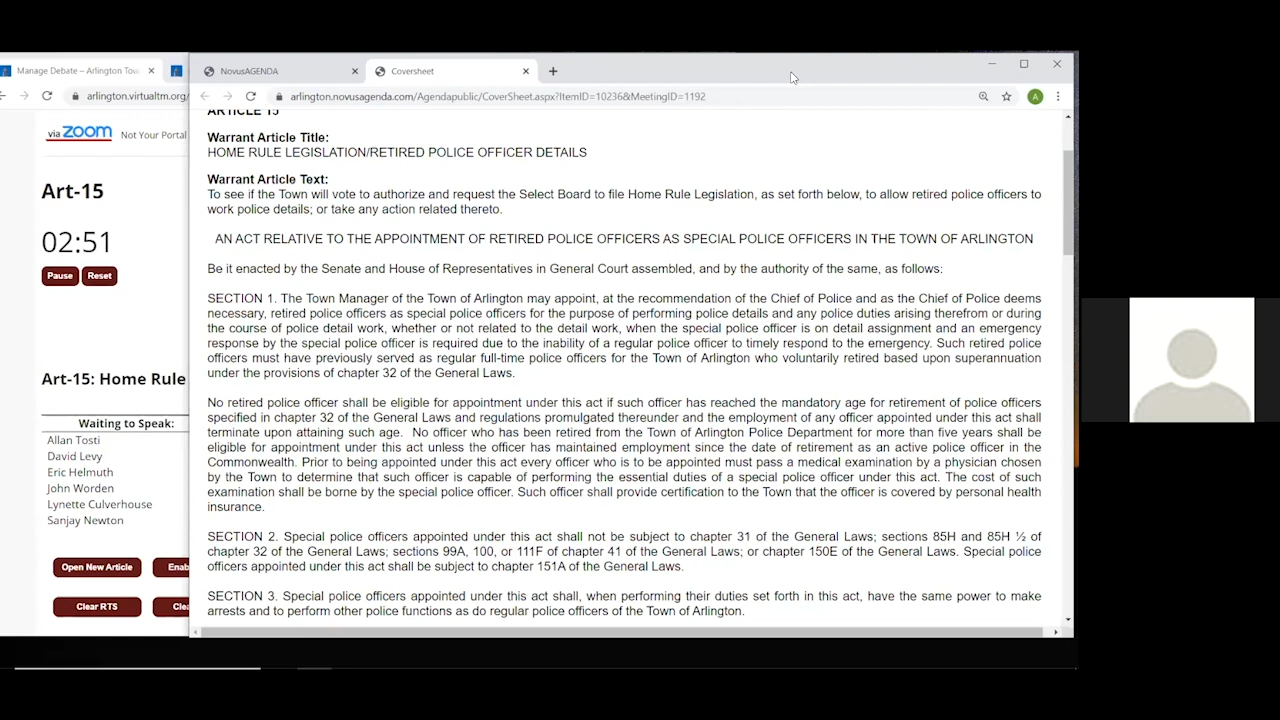 Manage Debate – Arlington Tow
arlington.virtualtm.org/
via zoom Not Your Portal
Art-15
02:51
Pause Reset
Art-15: Home Rule
Waiting to Speak:
Allan Tosti
David Levy
Eric Helmuth
John Worden
Lynette Culverhouse
Sanjay Newton
Open New Article Enab
Clear RTS Clea
NovusAGENDA Coversheet
arlington.novusagenda.com/Agendapublic/CoverSheet.aspx?ItemID=10236&MeetingID=1192
A
ARTICLE 15
Warrant Article Title:
HOME RULE LEGISLATION/RETIRED POLICE OFFICER DETAILS
Warrant Article Text:
To see if the Town will vote to authorize and request the Select Board to file Home Rule Legislation, as set forth below, to allow retired police officers to
work police details; or take any action related thereto.
AN ACT RELATIVE TO THE APPOINTMENT OF RETIRED POLICE OFFICERS AS SPECIAL POLICE OFFICERS IN THE TOWN OF ARLINGTON
Be it enacted by the Senate and House of Representatives in General Court assembled, and by the authority of the same, as follows:
SECTION 1. The Town Manager of the Town of Arlington may appoint, at the recommendation of the Chief of Police and as the Chief of Police deems
necessary, retired police officers as special police officers for the purpose of performing police details and any police duties arising therefrom or during
the course of police detail work, whether or not related to the detail work, when the special police officer is on detail assignment and an emergency
response by the special police officer is required due to the inability of a regular police officer to timely respond to the emergency. Such retired police
officers must have previously served as regular full-time police officers for the Town of Arlington who voluntarily retired based upon superannuation
under the provisions of chapter 32 of the General Laws.
No retired police officer shall be eligible for appointment under this act if such officer has reached the mandatory age for retirement of police officers
specified in chapter 32 of the General Laws and regulations promulgated thereunder and the employment of any officer appointed under this act shall
terminate upon attaining such age. No officer who has been retired from the Town of Arlington Police Department for more than five years shall be
eligible for appointment under this act unless the officer has maintained employment since the date of retirement as an active police officer in the
Commonwealth. Prior to being appointed under this act every officer who is to be appointed must pass a medical examination by a physician chosen
by the Town to determine that such officer is capable of performing the essential duties of a special police officer under this act. The cost of such
examination shall be borne by the special police officer. Such officer shall provide certification to the Town that the officer is covered by personal health
insurance.
SECTION 2. Special police officers appointed under this act shall not be subject to chapter 31 of the General Laws; sections 85H and 85H ½ of
chapter 32 of the General Laws; sections 99A, 100, or 111F of chapter 41 of the General Laws; or chapter 150E of the General Laws. Special police
officers appointed under this act shall be subject to chapter 151A of the General Laws.
SECTION 3. Special police officers appointed under this act shall, when performing their duties set forth in this act, have the same power to make
arrests and to perform other police functions as do regular police officers of the Town of Arlington.